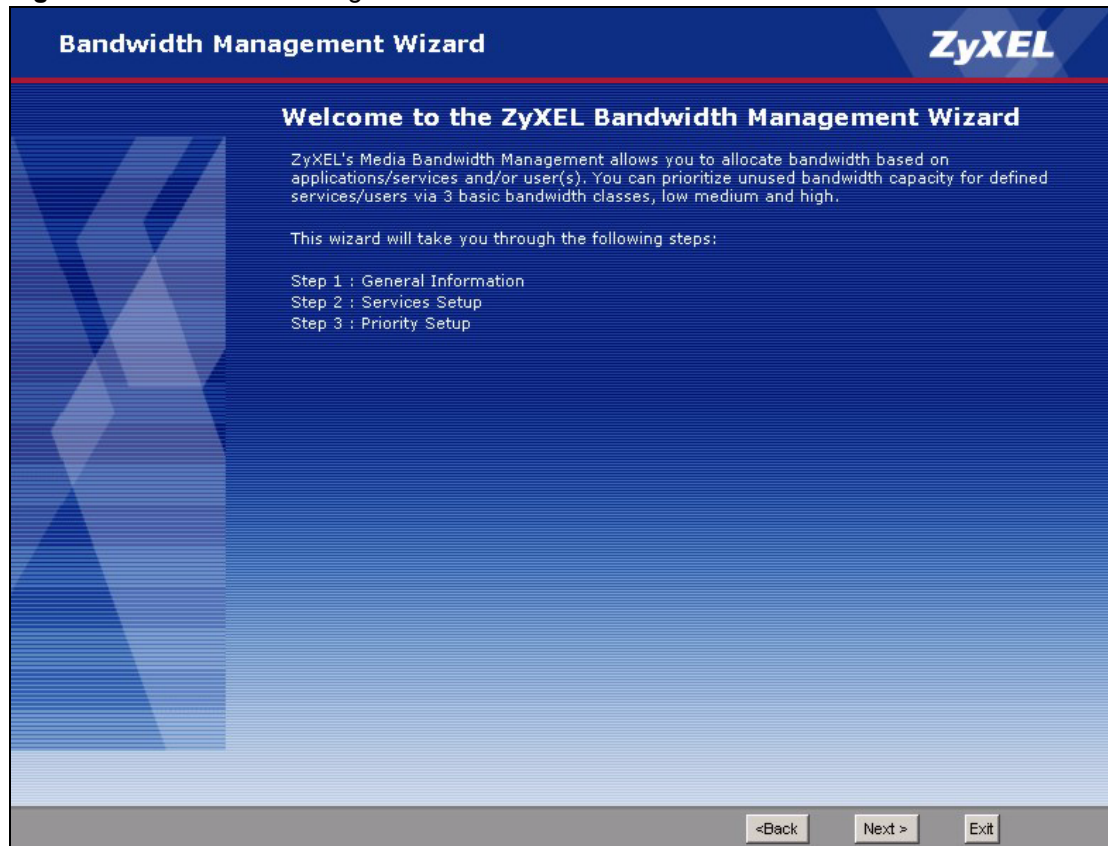 Bandwidth Management Wizard
ZyXEL
Welcome to the ZyXEL Bandwidth Management Wizard
ZyXEL's Media Bandwidth Management allows you to allocate bandwidth based on
applications/services and/or user(s). You can prioritize unused bandwidth capacity for defined
services/users via 3 basic bandwidth classes, low medium and high.
This wizard will take you through the following steps:
Step 1 : General Information
Step 2 : Services Setup
Step 3 : Priority Setup
<Back
Next >
Exit